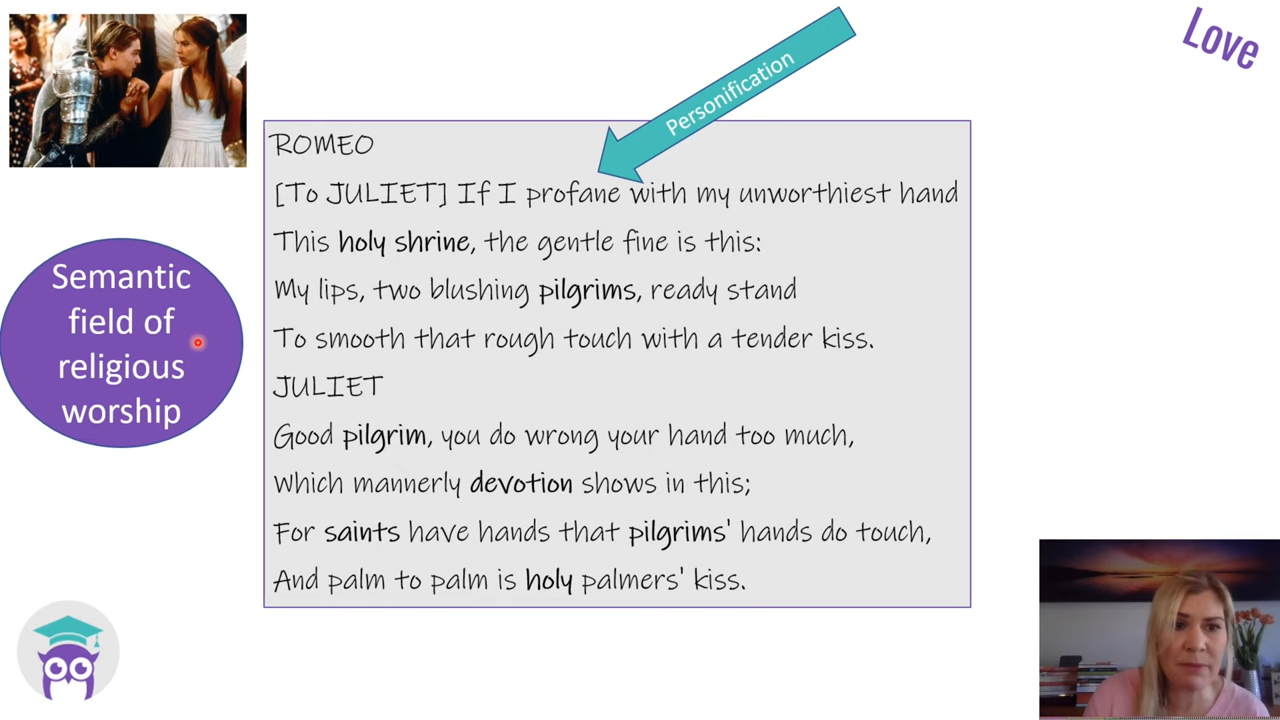 Love
Personification
ROMEO
[To JULIET] If I profane with my unworthiest hand
This holy shrine, the gentle fine is this:
My lips, two blushing pilgrims, ready stand
To smooth that rough touch with a tender kiss.
JULIET
Good pilgrim, you do wrong your hand too much,
Which mannerly devotion shows in this;
For saints have hands that pilgrims' hands do touch,
And palm to palm is holy palmers' kiss.
Semantic
field of
religious
worship